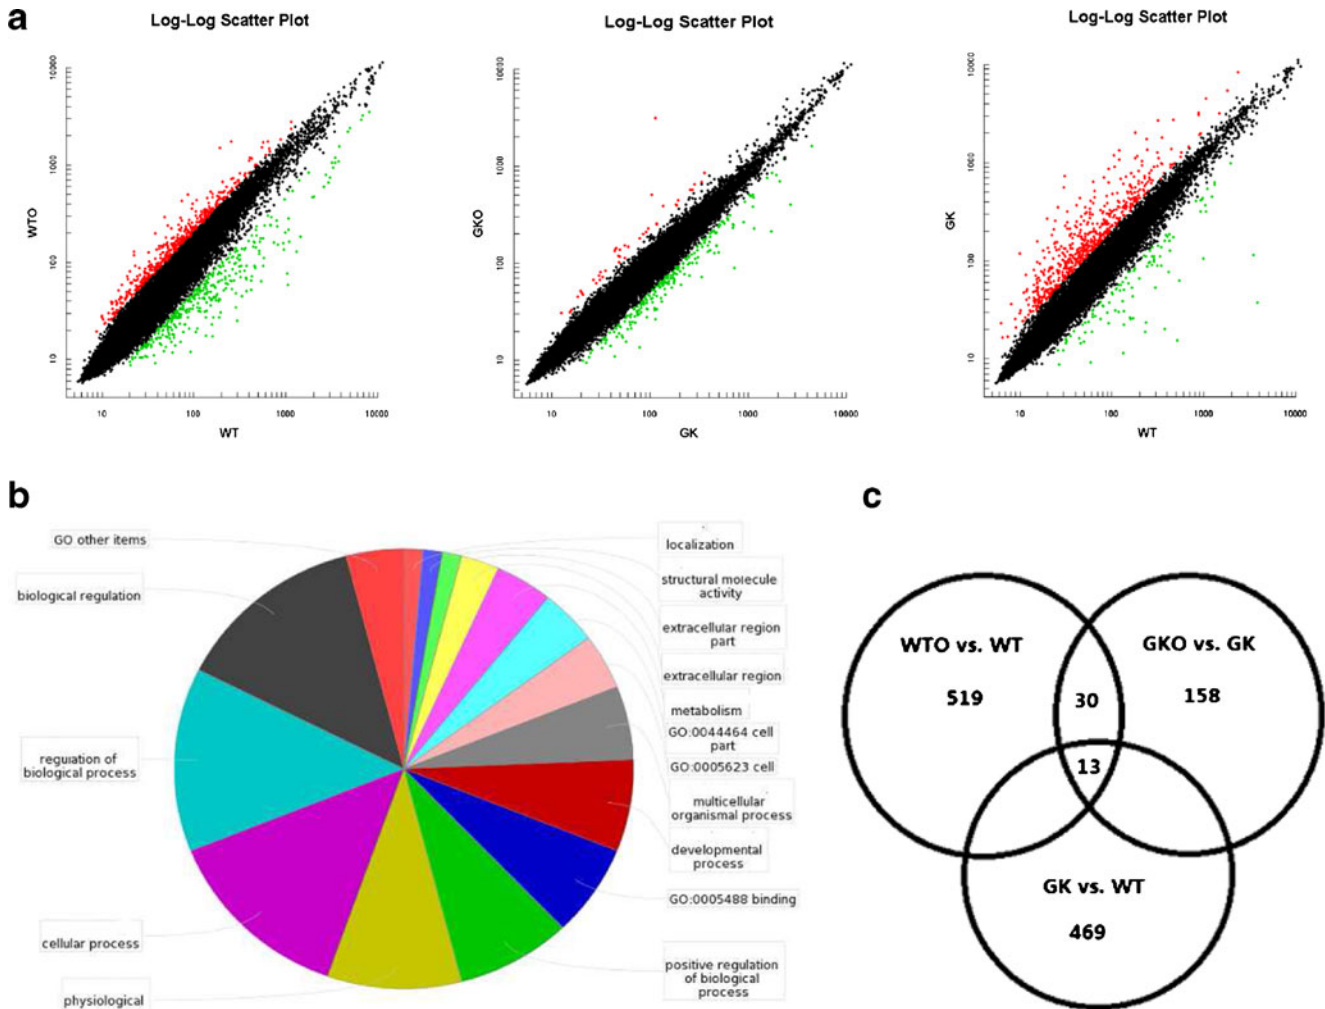 a
Log-Log Scatter Plot
Log-Log Scatter Plot
Log-Log Scatter Plot
WTO
10000
1000
100
10
10
100
1000
10000
WT
GKO
10000
1000
100
10
10
100
1000
10000
GK
GK
10000
1000
100
10
10
100
1000
10000
WT
b
GO other items
biological regulation
reguation of
biological process
cellular process
physiological
localization
structural molecule
activity
extracellular region
part
extracellular region
metabolism
GO:0044464 cell
part
GO:0005623 cell
multicellular
organismal process
developmental
process
GO:0005488 binding
positive regulation
of biological
process
c
WTO vs. WT
519
GKO vs. GK
158
30
13
GK vs. WT
469